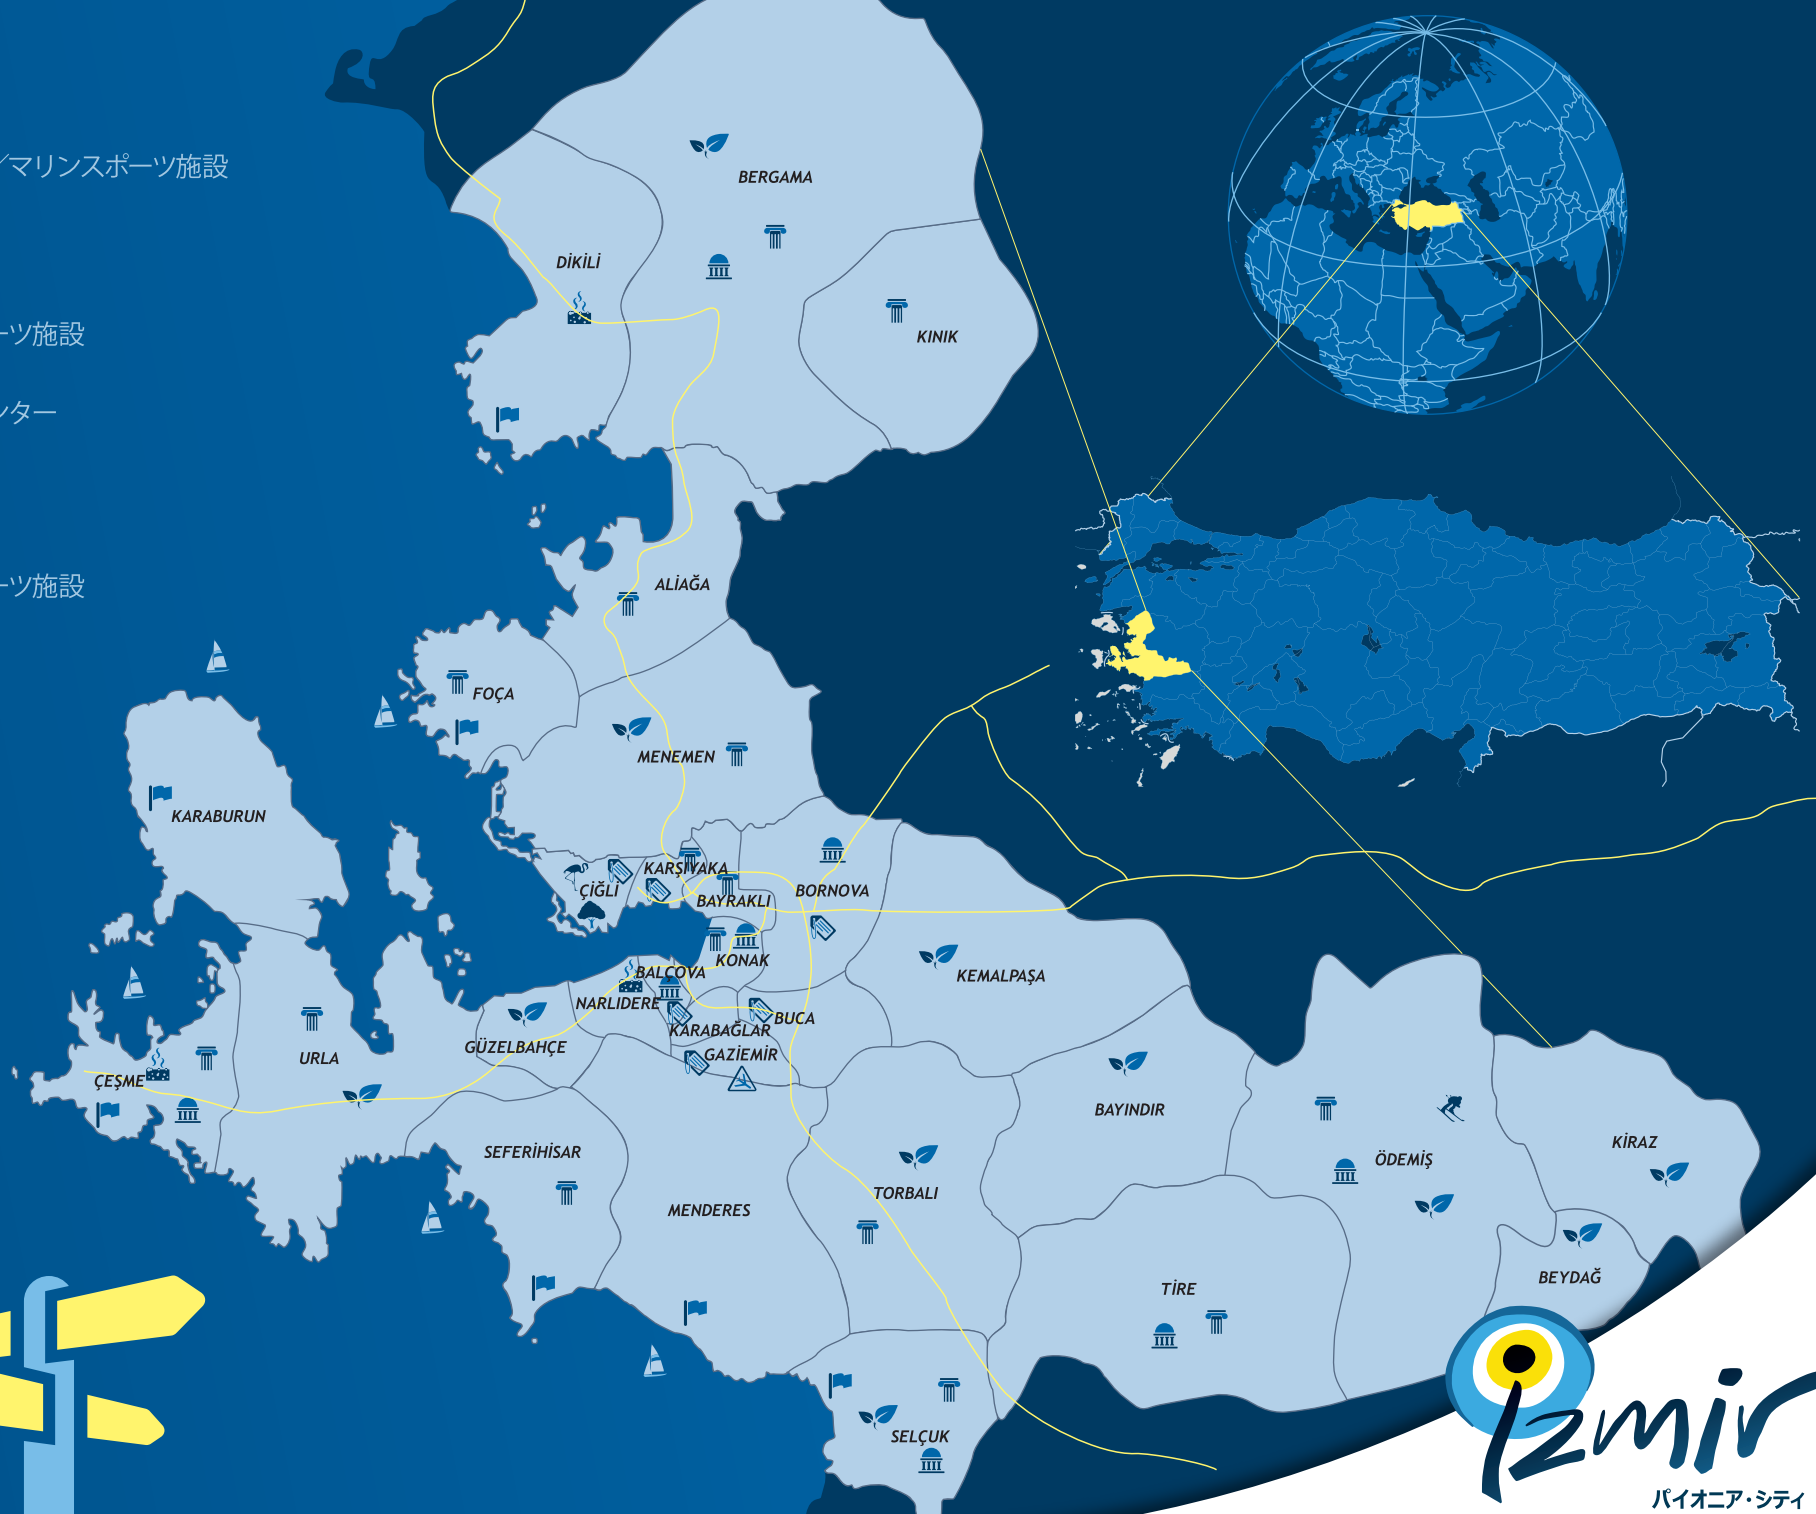 ／マリンスポーツ施設
ーツ施設
ンター
ーツ施設
BERGAMA
DİKİLİ
KINIK
ALİAĞA
FOÇA
MENEMEN
KARABURUN
KARŞIYAKA
ÇİĞLİ
BAYRAKLI
BORNOVA
KONAK
BALÇOVA
NARLIDERE
KEMALPAŞA
BUCA
KARABAĞLAR
GÜZELBAHÇE
GAZİEMİR
URLA
ÇEŞME
BAYINDIR
SEFERİHİSAR
ÖDEMİŞ
KİRAZ
TORBALI
MENDERES
BEYDAĞ
TİRE
SELÇUK
izmir
パイオニア・シティ